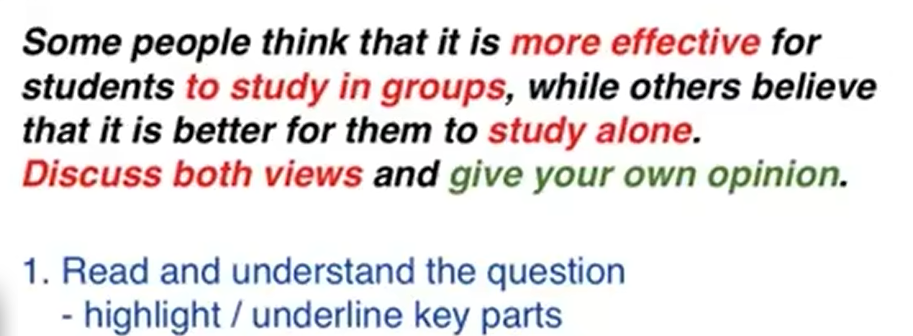 Some people think that it is more effective for
students to study in groups, while others believe
that it is better for them to study alone.
Discuss both views and give your own opinion.
1. Read and understand the question
- highlight / underline key parts